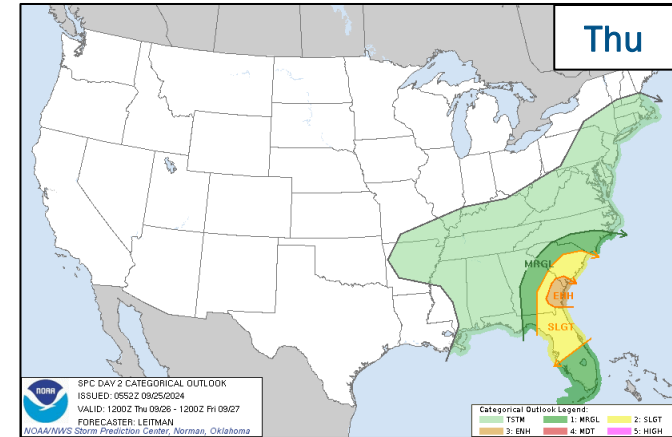 Thu
MRGL
ENH
SLGT
NOAA
SPC DAY 2 CATEGORICAL OUTLOOK
ISSUED: 0552Z 09/25/2024
VALID: 1200Z Thu 09/26 - 1200Z Fri 09/27
FORECASTER: LEITMAN
NOAA/NWS Storm Prediction Center, Norman, Oklahoma
Categorical Outlook Legend:
TSTM 1: MRGL 2: SLGT
3: ENH 4: MDT 5: HIGH